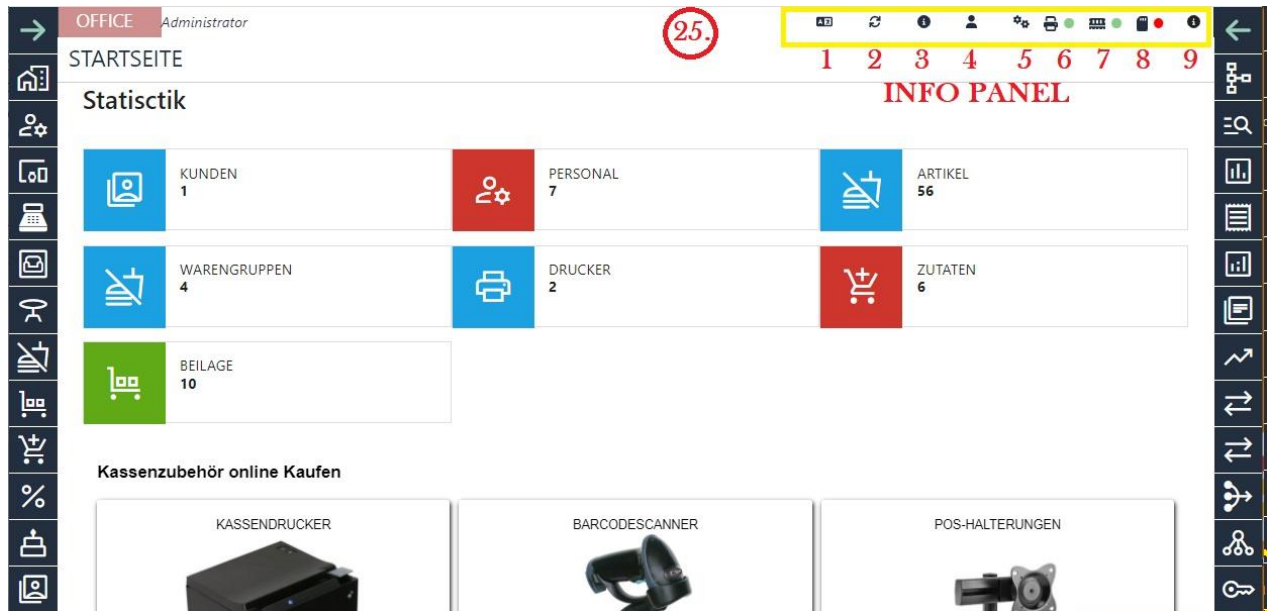 OFFICE Administrator
25.
STARTSEITE
1 2 3 4 5 6 7 8 9
INFO PANEL
Statisctik
KUNDEN
1
PERSONAL
7
ARTIKEL
56
WARENGRUPPEN
4
DRUCKER
2
ZUTATEN
6
BEILAGE
10
Kassenzubehör online Kaufen
KASSENDRUCKER
BARCODESCANNER
POS-HALTERUNGEN